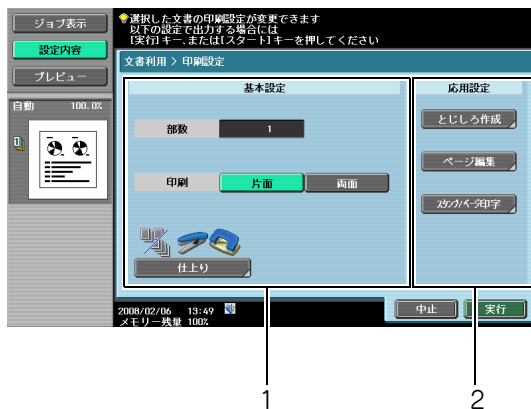 ジョブ表示
設定内容
プレビュー
自動 100.0%
1
選択した文書の印刷設定が変更できます
以下の設定で出力する場合には
[実行]キー、または[スタート]キーを押してください
文書利用 > 印刷設定
基本設定
部数 1
印刷 片面 両面
仕上り
応用設定
とじしろ作成
ページ編集
スタンプ/ページ印字
2008/02/06 13:49
メモリー残量 100%
中止 実行
1 2